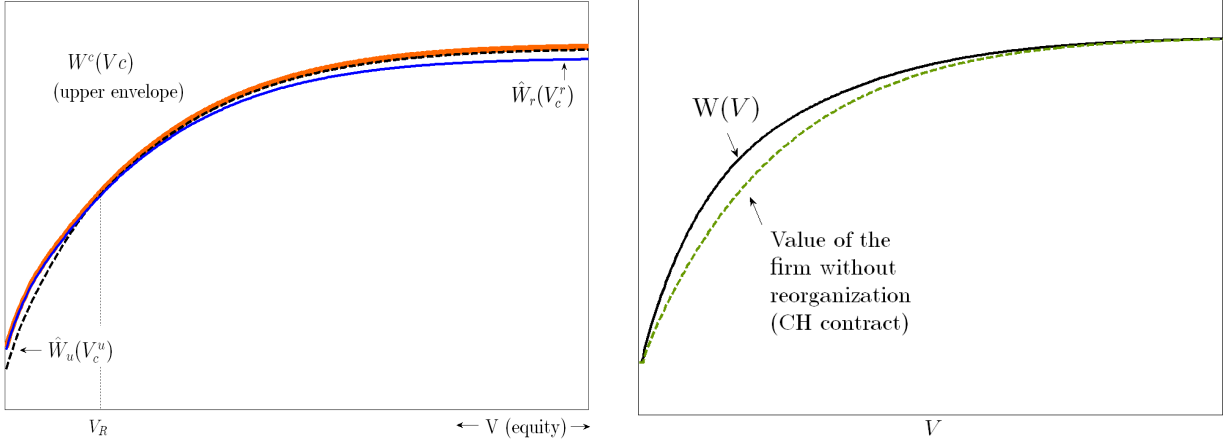 W^c(Vc)
(upper envelope)
Ŵ_r(V_c^r)
Ŵ_u(V_c^u)
V_R
V (equity)
W(V)
Value of the
firm without
reorganization
(CH contract)
V